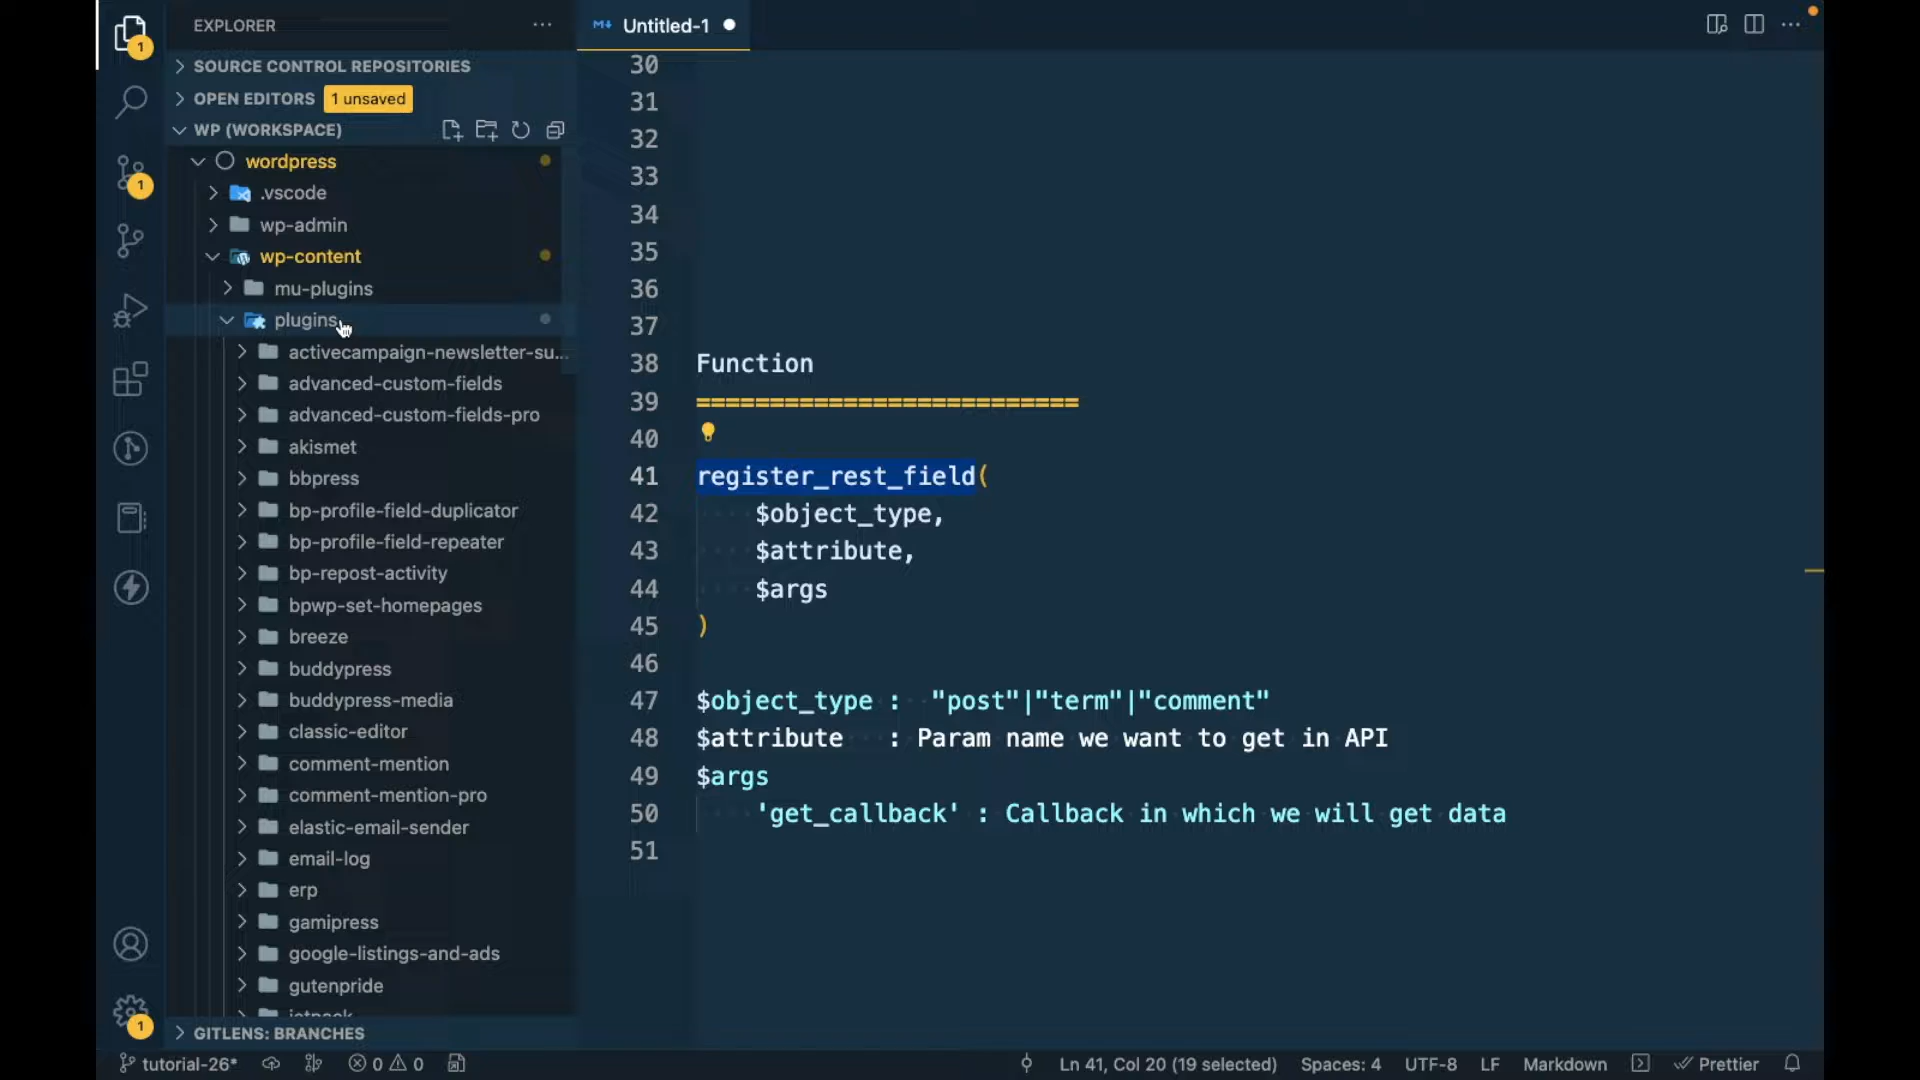 EXPLORER
Untitled-1
SOURCE CONTROL REPOSITORIES
OPEN EDITORS 1 unsaved
WP (WORKSPACE)
wordpress
.vscode
wp-admin
wp-content
mu-plugins
plugins
activecampaign-newsletter-su...
advanced-custom-fields
advanced-custom-fields-pro
akismet
bbpress
bp-profile-field-duplicator
bp-profile-field-repeater
bp-repost-activity
bpwp-set-homepages
breeze
buddypress
buddypress-media
classic-editor
comment-mention
comment-mention-pro
elastic-email-sender
email-log
erp
gamipress
google-listings-and-ads
gutenpride
jetpack
GITLENS: BRANCHES
1
1
1
30
31
32
33
34
35
36
37
38 Function
39 ==========================
40
41 register_rest_field(
42 $object_type,
43 $attribute,
44 $args
45 )
46
47 $object_type : "post"|"term"|"comment"
48 $attribute : Param name we want to get in API
49 $args
50 'get_callback' : Callback in which we will get data
51
tutorial-26* 0 0 Ln 41, Col 20 (19 selected) Spaces: 4 UTF-8 LF Markdown Prettier